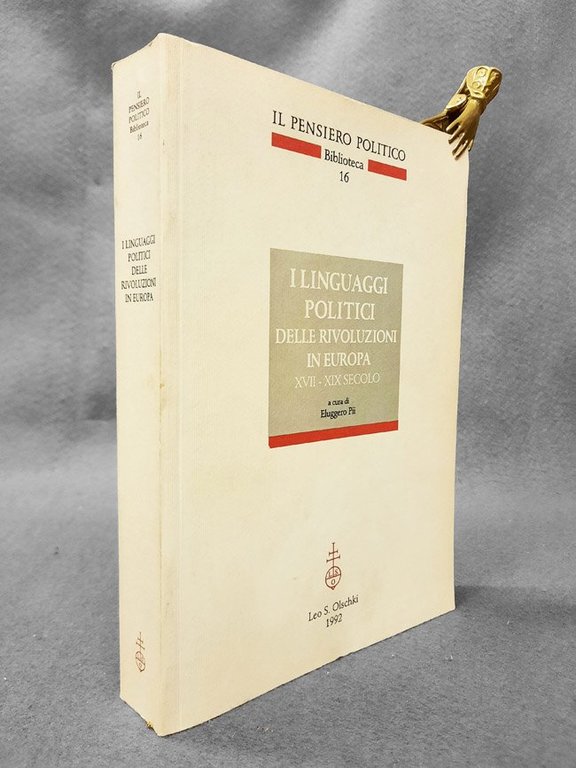 IL
PENSIERO
POLITICO
Biblioteca
16
I LINGUAGGI
POLITICI
DELLE
RIVOLUZIONI
IN EUROPA
IL PENSIERO POLITICO
Biblioteca
16
I LINGUAGGI
POLITICI
DELLE RIVOLUZIONI
IN EUROPA
XVII - XIX SECOLO
a cura di
Eluggero Pii
Leo S. Olschki
1992